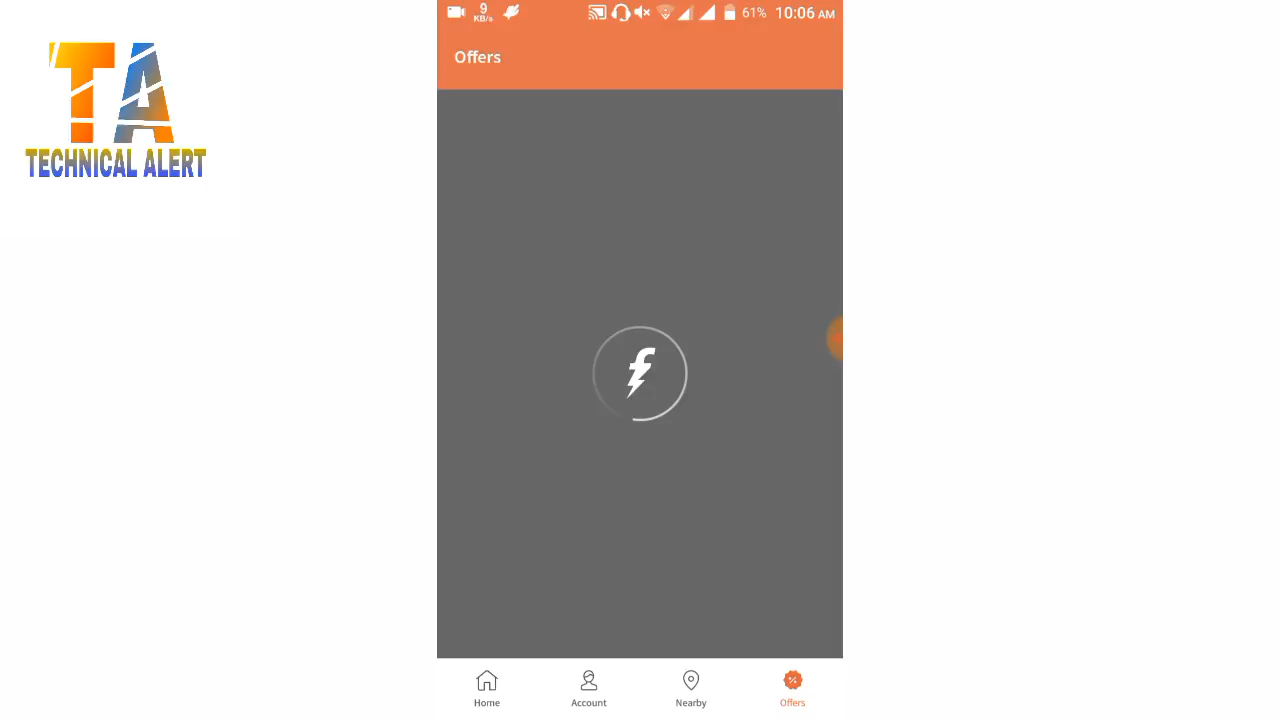 TA
TECHNICAL ALERT
9
KB/s
61% 10:06 AM
Offers
Home Account Nearby Offers